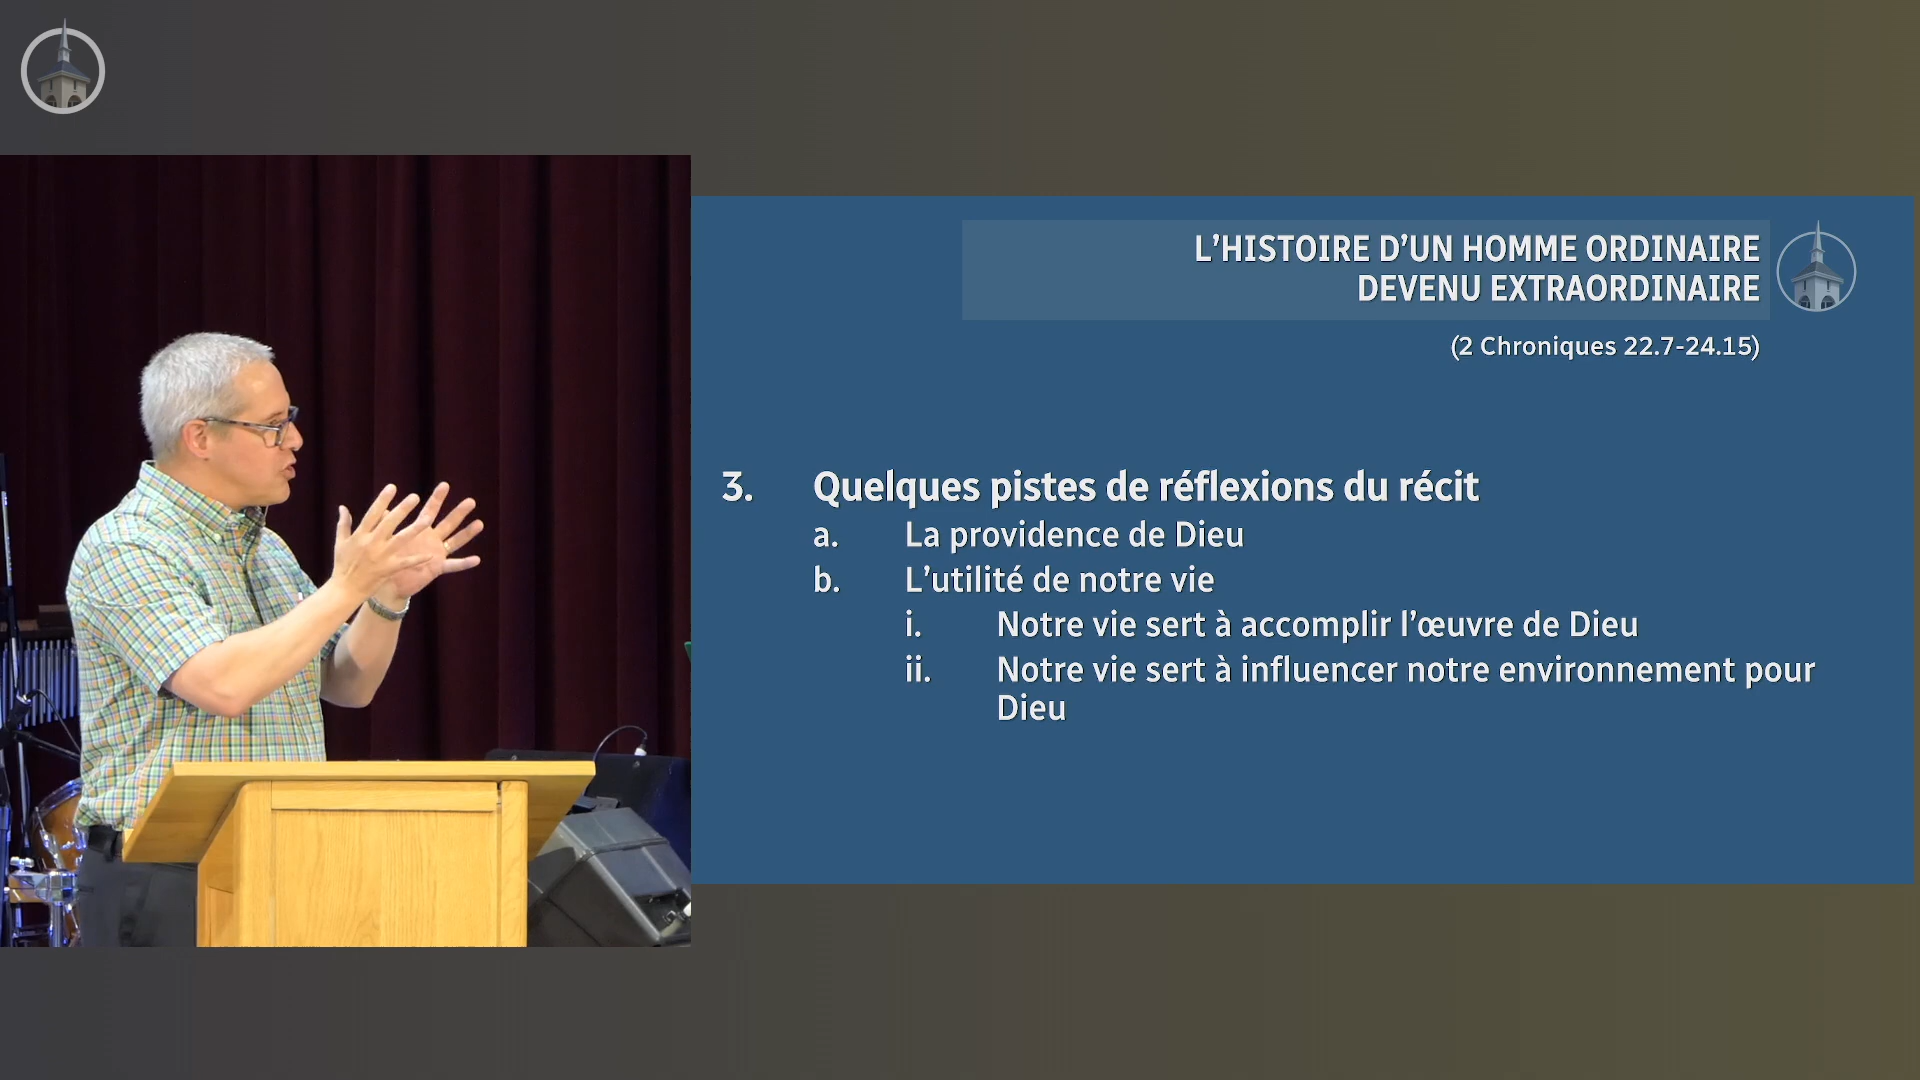 L’HISTOIRE D’UN HOMME ORDINAIRE
DEVENU EXTRAORDINAIRE
(2 Chroniques 22.7-24.15)
3. Quelques pistes de réflexions du récit
a. La providence de Dieu
b. L’utilité de notre vie
i. Notre vie sert à accomplir l’œuvre de Dieu
ii. Notre vie sert à influencer notre environnement pour
Dieu